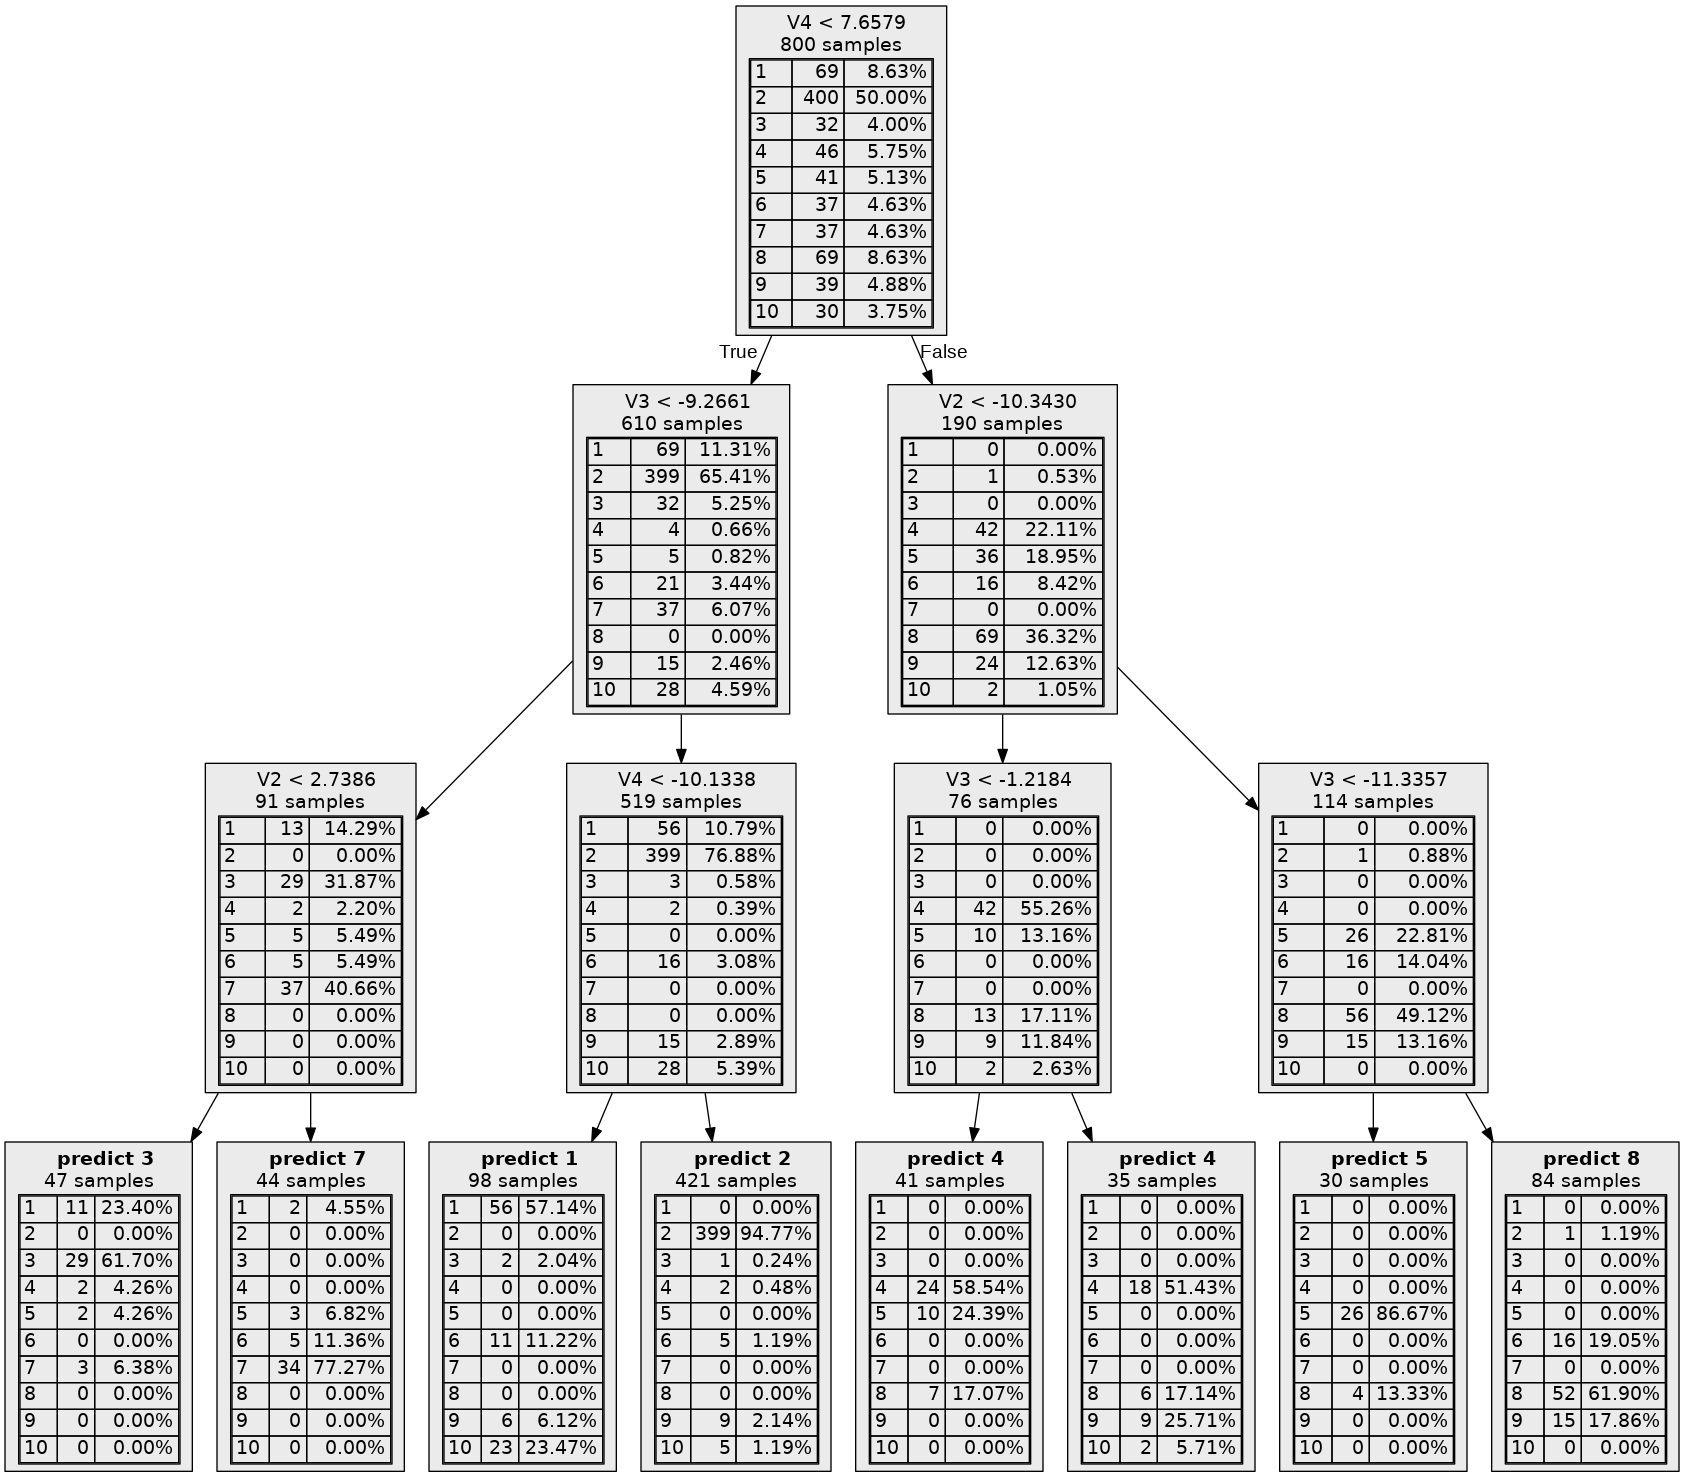 V4 < 7.6579
800 samples
1 69 8.63%
2 400 50.00%
3 32 4.00%
4 46 5.75%
5 41 5.13%
6 37 4.63%
7 37 4.63%
8 69 8.63%
9 39 4.88%
10 30 3.75%
True
False
V3 < -9.2661
610 samples
1 69 11.31%
2 399 65.41%
3 32 5.25%
4 4 0.66%
5 5 0.82%
6 21 3.44%
7 37 6.07%
8 0 0.00%
9 15 2.46%
10 28 4.59%
V2 < -10.3430
190 samples
1 0 0.00%
2 1 0.53%
3 0 0.00%
4 42 22.11%
5 36 18.95%
6 16 8.42%
7 0 0.00%
8 69 36.32%
9 24 12.63%
10 2 1.05%
V2 < 2.7386
91 samples
1 13 14.29%
2 0 0.00%
3 29 31.87%
4 2 2.20%
5 5 5.49%
6 5 5.49%
7 37 40.66%
8 0 0.00%
9 0 0.00%
10 0 0.00%
V4 < -10.1338
519 samples
1 56 10.79%
2 399 76.88%
3 3 0.58%
4 2 0.39%
5 0 0.00%
6 16 3.08%
7 0 0.00%
8 0 0.00%
9 15 2.89%
10 28 5.39%
V3 < -1.2184
76 samples
1 0 0.00%
2 0 0.00%
3 0 0.00%
4 42 55.26%
5 10 13.16%
6 0 0.00%
7 0 0.00%
8 13 17.11%
9 9 11.84%
10 2 2.63%
V3 < -11.3357
114 samples
1 0 0.00%
2 1 0.88%
3 0 0.00%
4 0 0.00%
5 26 22.81%
6 16 14.04%
7 0 0.00%
8 56 49.12%
9 15 13.16%
10 0 0.00%
predict 3
47 samples
1 11 23.40%
2 0 0.00%
3 29 61.70%
4 2 4.26%
5 2 4.26%
6 0 0.00%
7 3 6.38%
8 0 0.00%
9 0 0.00%
10 0 0.00%
predict 7
44 samples
1 2 4.55%
2 0 0.00%
3 0 0.00%
4 0 0.00%
5 3 6.82%
6 5 11.36%
7 34 77.27%
8 0 0.00%
9 0 0.00%
10 0 0.00%
predict 1
98 samples
1 56 57.14%
2 0 0.00%
3 2 2.04%
4 0 0.00%
5 0 0.00%
6 11 11.22%
7 0 0.00%
8 0 0.00%
9 6 6.12%
10 23 23.47%
predict 2
421 samples
1 0 0.00%
2 399 94.77%
3 1 0.24%
4 2 0.48%
5 0 0.00%
6 5 1.19%
7 0 0.00%
8 0 0.00%
9 9 2.14%
10 5 1.19%
predict 4
41 samples
1 0 0.00%
2 0 0.00%
3 0 0.00%
4 24 58.54%
5 10 24.39%
6 0 0.00%
7 0 0.00%
8 7 17.07%
9 0 0.00%
10 0 0.00%
predict 4
35 samples
1 0 0.00%
2 0 0.00%
3 0 0.00%
4 18 51.43%
5 0 0.00%
6 0 0.00%
7 0 0.00%
8 6 17.14%
9 9 25.71%
10 2 5.71%
predict 5
30 samples
1 0 0.00%
2 0 0.00%
3 0 0.00%
4 0 0.00%
5 26 86.67%
6 0 0.00%
7 0 0.00%
8 4 13.33%
9 0 0.00%
10 0 0.00%
predict 8
84 samples
1 0 0.00%
2 1 1.19%
3 0 0.00%
4 0 0.00%
5 0 0.00%
6 16 19.05%
7 0 0.00%
8 52 61.90%
9 15 17.86%
10 0 0.00%